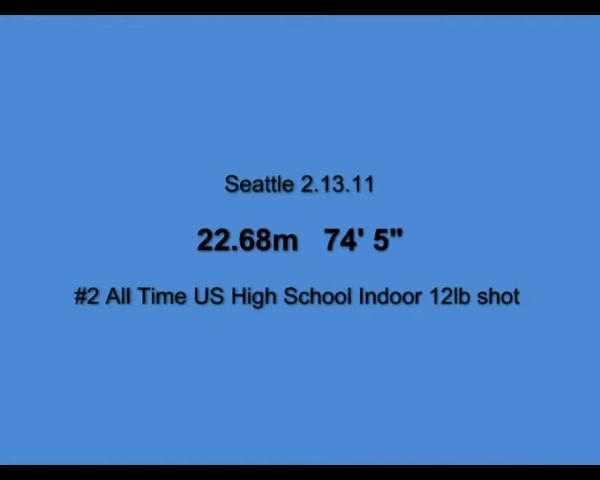 Seattle 2.13.11
22.68m 74' 5"
#2 All Time US High School Indoor 12lb shot